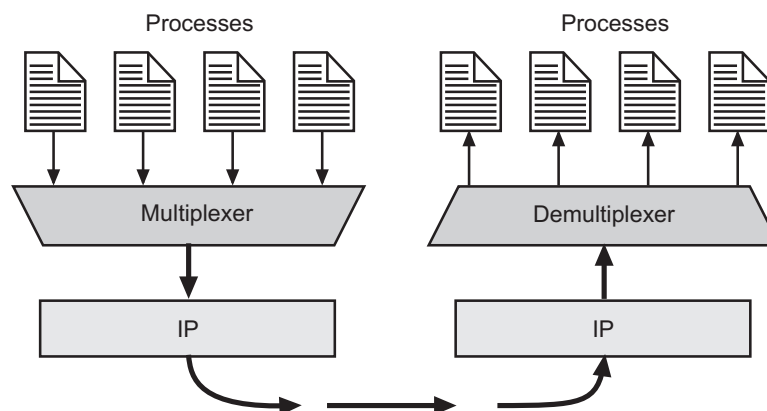 Processes
Processes
Multiplexer
Demultiplexer
IP
IP